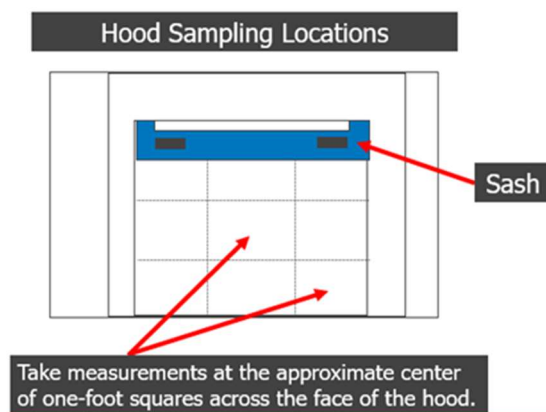 Hood Sampling Locations
Sash
Take measurements at the approximate center
of one-foot squares across the face of the hood.